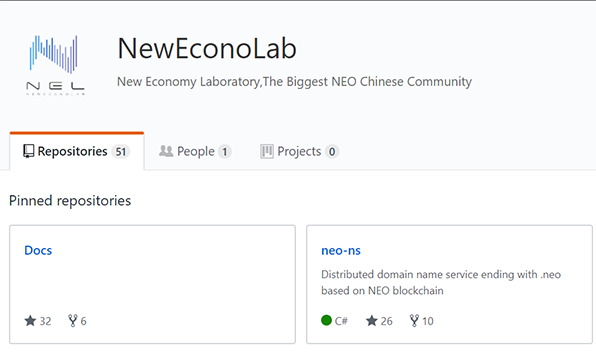 NewEconoLab
New Economy Laboratory,The Biggest NEO Chinese Community
NEL
Repositories 51
People 1
Projects 0
Pinned repositories
Docs
32
6
neo-ns
Distributed domain name service ending with .neo
based on NEO blockchain
C#
26
10